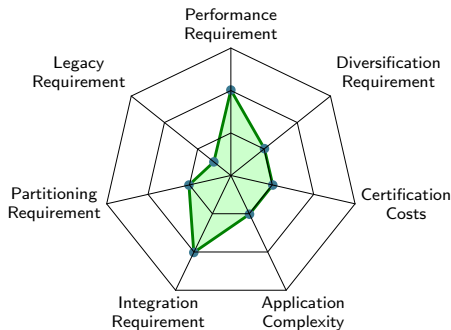 Performance
Requirement
Legacy
Requirement
Diversification
Requirement
Partitioning
Requirement
Certification
Costs
Integration
Requirement
Application
Complexity